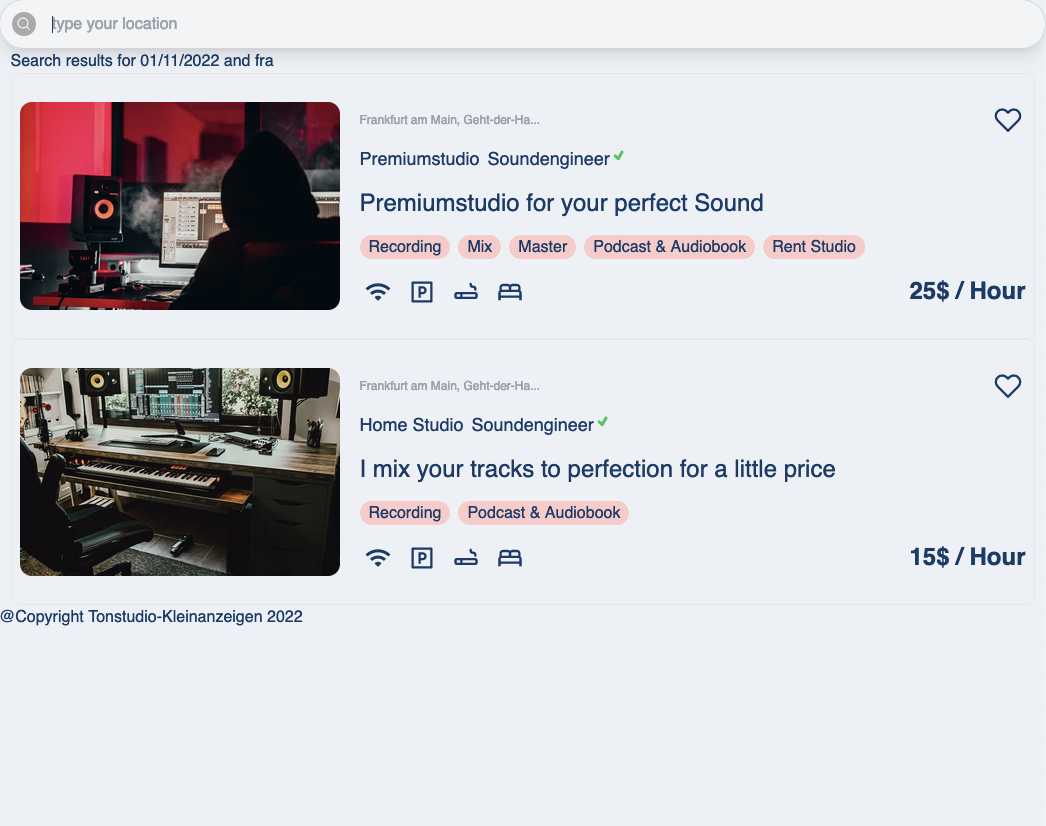 type your location
Search results for 01/11/2022 and fra
Frankfurt am Main, Geht-der-Ha...
Premiumstudio Soundengineer
Premiumstudio for your perfect Sound
Recording Mix Master Podcast & Audiobook Rent Studio
P
25$ / Hour
Frankfurt am Main, Geht-der-Ha...
Home Studio Soundengineer
I mix your tracks to perfection for a little price
Recording Podcast & Audiobook
P
15$ / Hour
@Copyright Tonstudio-Kleinanzeigen 2022